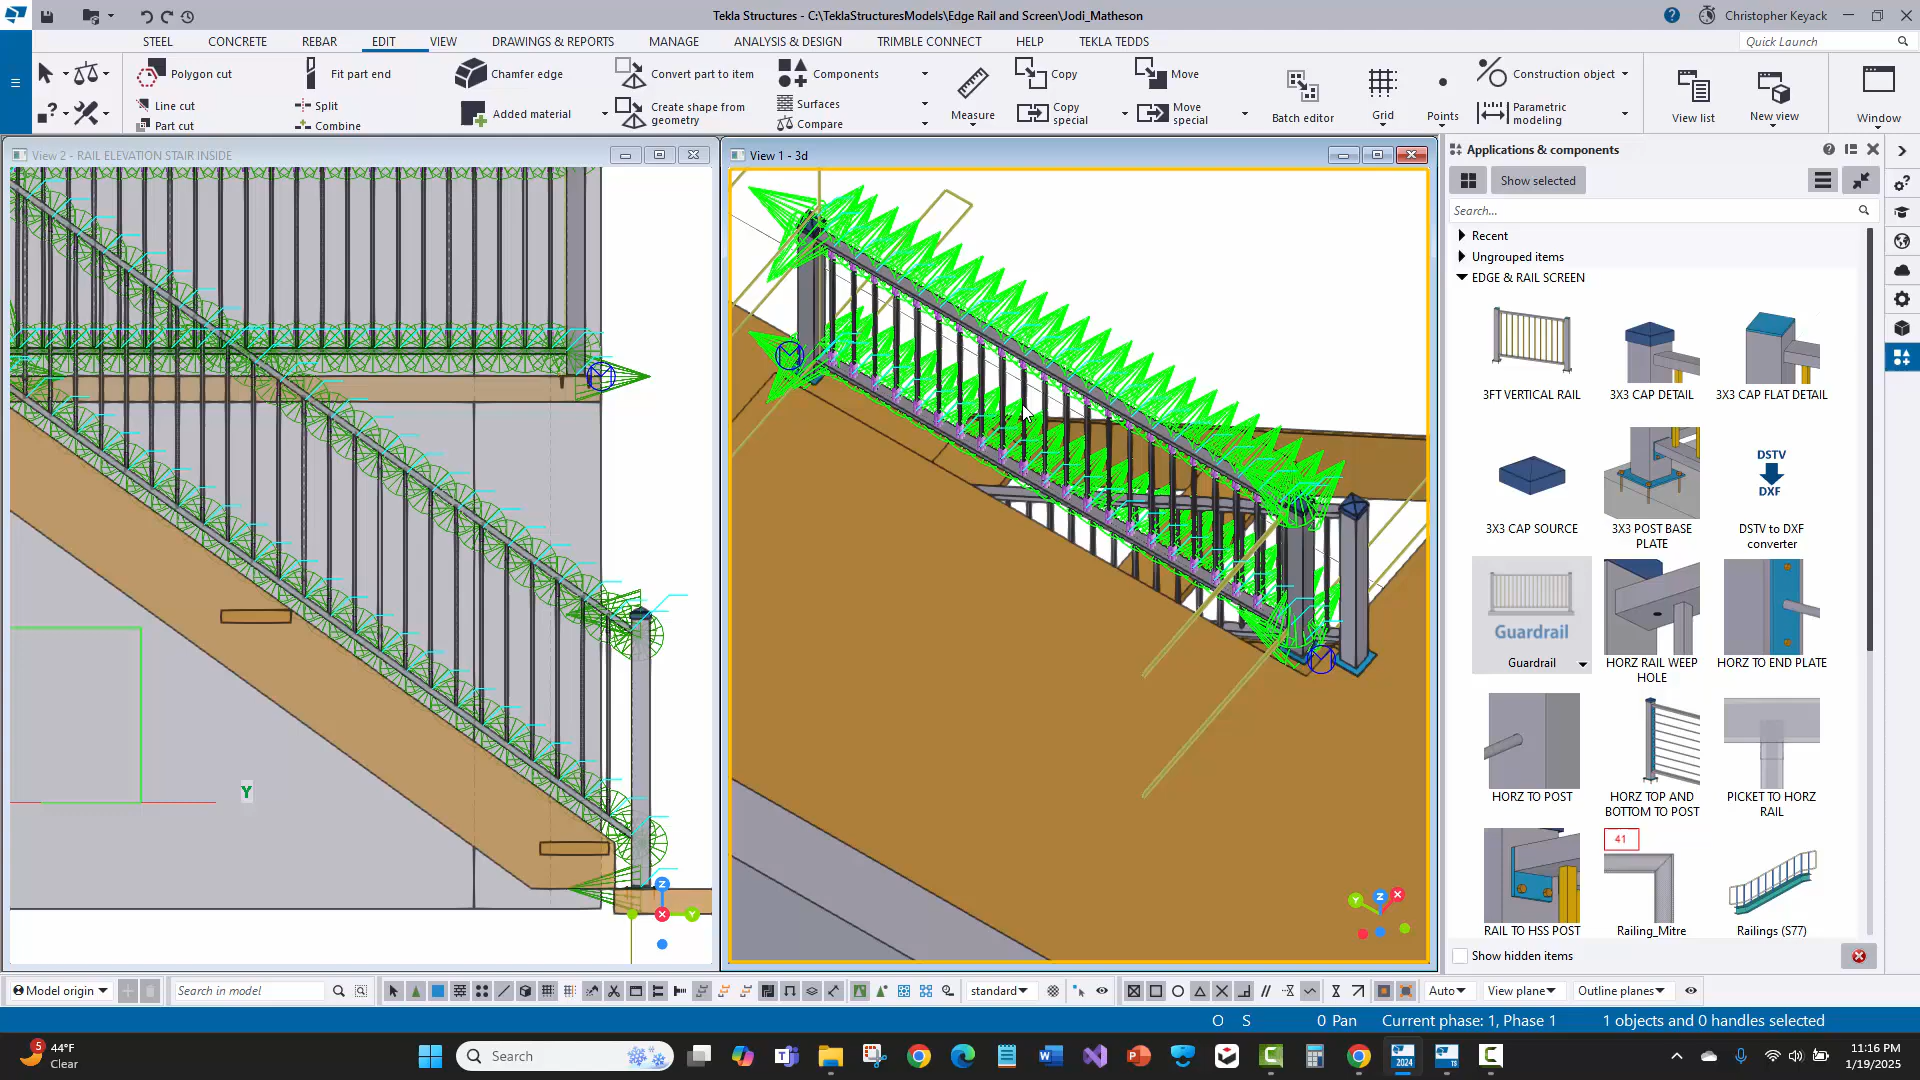 Tekla Structures - C:\TeklaStructuresModels\Edge Rail and Screen\Jodi_Matheson
Christopher Keyack
STEEL
CONCRETE
REBAR
EDIT
VIEW
DRAWINGS & REPORTS
MANAGE
ANALYSIS & DESIGN
TRIMBLE CONNECT
HELP
TEKLA TEDDS
Quick Launch
Polygon cut
Line cut
Part cut
Fit part end
Split
Combine
Chamfer edge
Added material
Convert part to item
Create shape from
geometry
Components
Surfaces
Compare
Measure
Copy
Copy
special
Move
Move
special
Batch editor
Grid
Points
Construction object
Parametric
modeling
View list
New view
Window
View 2 - RAIL ELEVATION STAIR INSIDE
Y
Z
X
Y
View 1 - 3d
Y
Z
X
Applications & components
Show selected
Search...
Recent
Ungrouped items
EDGE & RAIL SCREEN
3FT VERTICAL RAIL
3X3 CAP DETAIL
3X3 CAP FLAT DETAIL
3X3 CAP SOURCE
3X3 POST BASE
PLATE
DSTV
DXF
DSTV to DXF
converter
Guardrail
Guardrail
HORZ RAIL WEEP
HOLE
HORZ TO END PLATE
HORZ TO POST
HORZ TOP AND
BOTTOM TO POST
PICKET TO HORZ
RAIL
RAIL TO HSS POST
41
Railing_Mitre
Railings (S77)
Show hidden items
Model origin
Search in model
standard
Auto
View plane
Outline planes
O
S
0 Pan
Current phase: 1, Phase 1
1 objects and 0 handles selected
5
44°F
Clear
Search
2024
TS
11:16 PM
1/19/2025